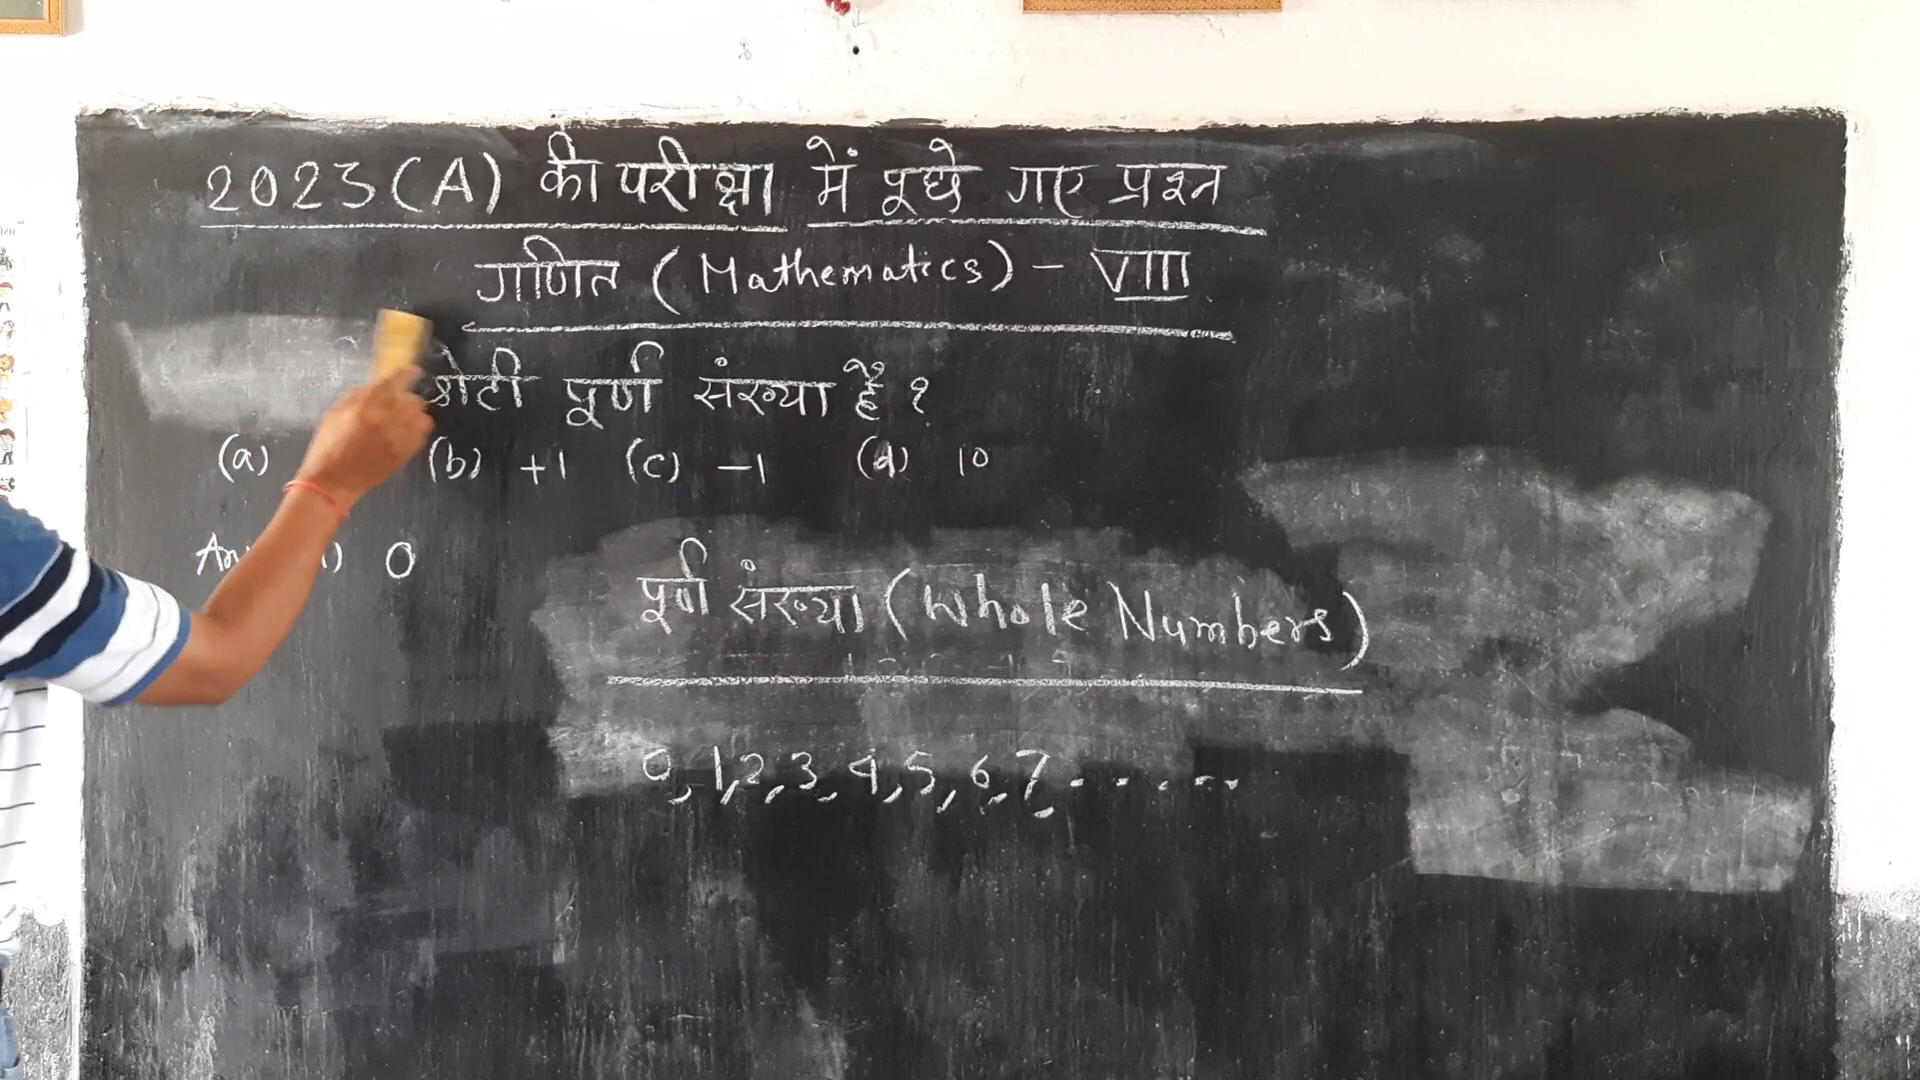 2023(A) की परीक्षा में पूछे गए प्रश्न
गणित (Mathematics) - VIII
छोटी पूर्ण संख्या है ?
(a) (b) +1 (c) -1 (d) 10
0
पूर्ण संख्या (Whole Numbers)
0, 1, 2, 3, 4, 5, 6, 7, ......